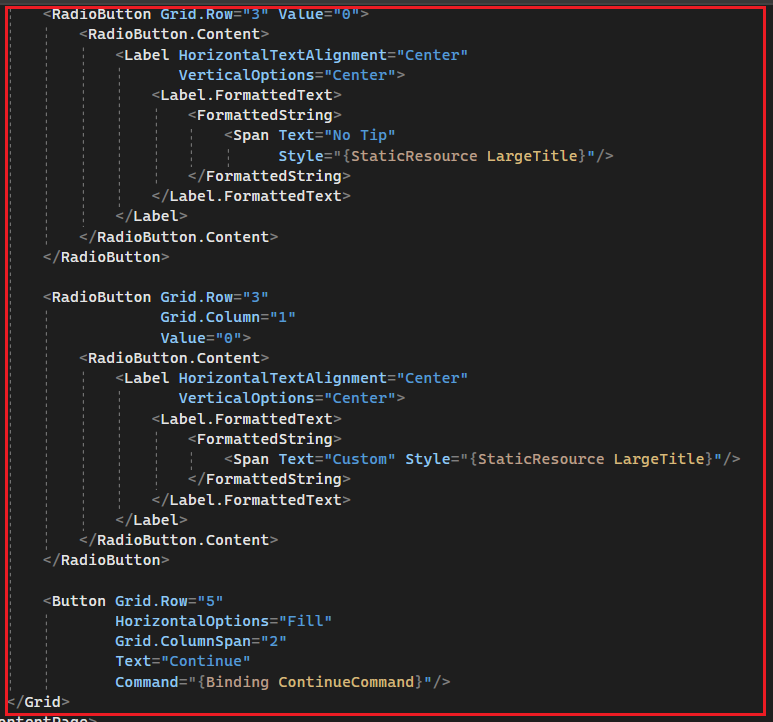 <RadioButton Grid.Row="3" Value="0">
<RadioButton.Content>
<Label HorizontalTextAlignment="Center"
VerticalOptions="Center">
<Label.FormattedText>
<FormattedString>
<Span Text="No Tip"
Style="{StaticResource LargeTitle}"/>
</FormattedString>
</Label.FormattedText>
</Label>
</RadioButton.Content>
</RadioButton>
<RadioButton Grid.Row="3"
Grid.Column="1"
Value="0">
<RadioButton.Content>
<Label HorizontalTextAlignment="Center"
VerticalOptions="Center">
<Label.FormattedText>
<FormattedString>
<Span Text="Custom" Style="{StaticResource LargeTitle}"/>
</FormattedString>
</Label.FormattedText>
</Label>
</RadioButton.Content>
</RadioButton>
<Button Grid.Row="5"
HorizontalOptions="Fill"
Grid.ColumnSpan="2"
Text="Continue"
Command="{Binding ContinueCommand}"/>
</Grid>
ontentPage>